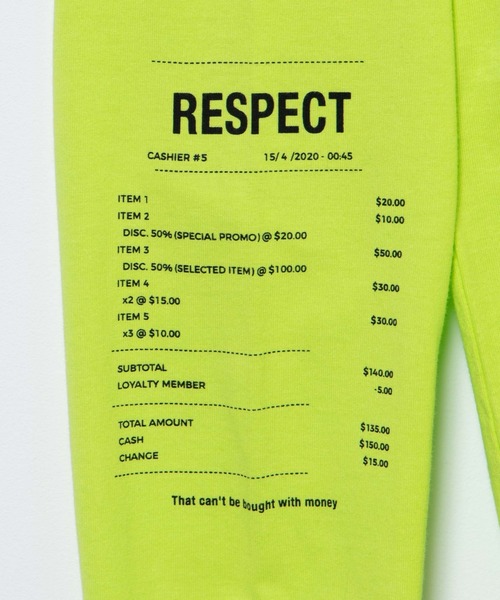 RESPECT
CASHIER #5 15/ 4 /2020 - 00:45
ITEM 1 $20.00
ITEM 2 $10.00
DISC. 50% (SPECIAL PROMO) @ $20.00
ITEM 3 $50.00
DISC. 50% (SELECTED ITEM) @ $100.00
ITEM 4 $30.00
x2 @ $15.00
ITEM 5 $30.00
x3 @ $10.00
SUBTOTAL $140.00
LOYALTY MEMBER -5.00
TOTAL AMOUNT $135.00
CASH $150.00
CHANGE $15.00
That can't be bought with money